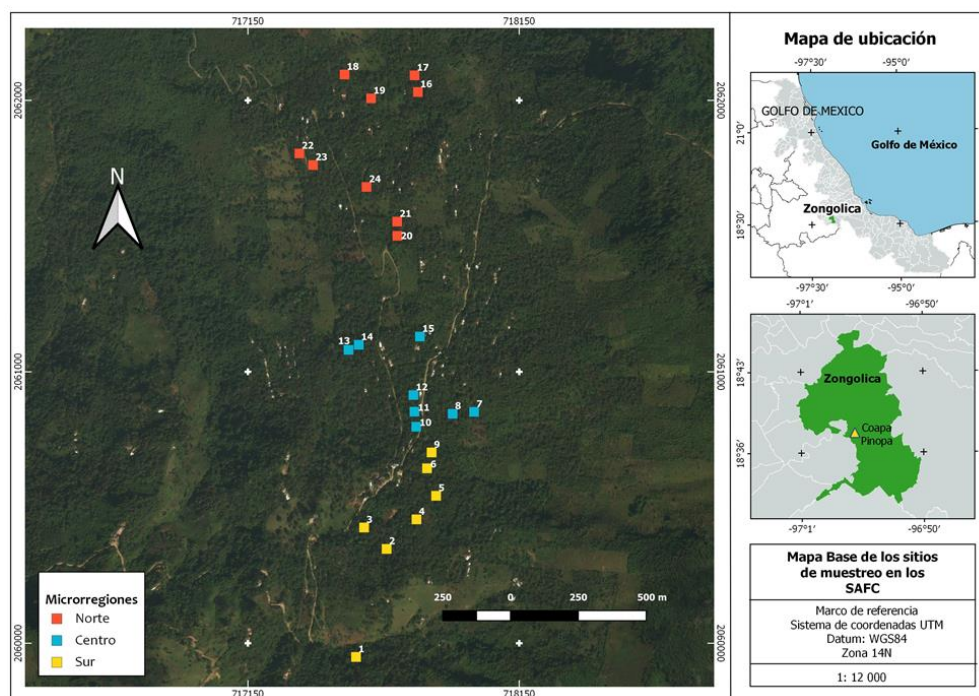 717150
718150
2062000
2061000
2060000
18
17
19
16
22
23
24
21
20
15
14
13
12
11
10
8
7
9
6
5
4
3
2
1
N
Microrregiones
Norte
Centro
Sur
250
0
250
500 m
717150
718150
2062000
2061000
2060000
Mapa de ubicación
-97°30'
-95°0'
GOLFO DE MEXICO
Golfo de México
Zongolica
21°0'
18°30'
-97°30'
-95°0'
-97°1'
-96°50'
Zongolica
Coapa
Pinopa
18°43'
18°36'
-97°1'
-96°50'
Mapa Base de los sitios
de muestreo en los
SAFC
Marco de referencia
Sistema de coordenadas UTM
Datum: WGS84
Zona 14N
1: 12 000